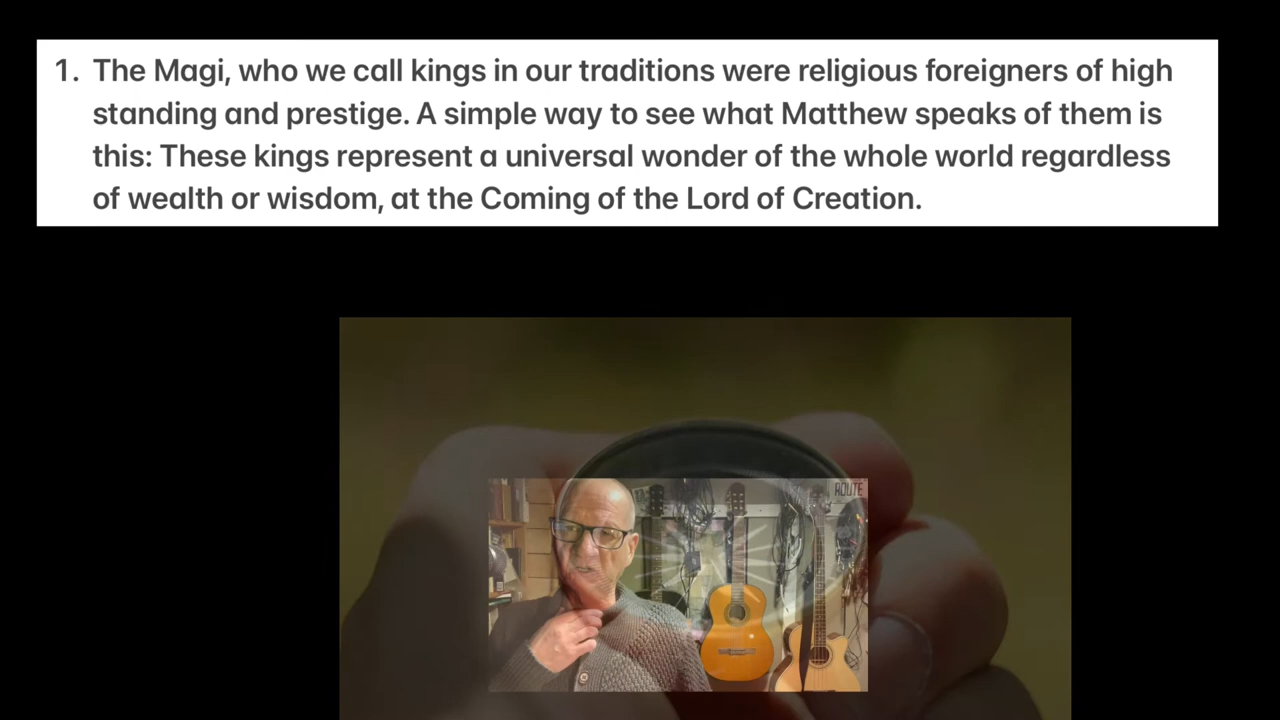 1. The Magi, who we call kings in our traditions were religious foreigners of high
standing and prestige. A simple way to see what Matthew speaks of them is
this: These kings represent a universal wonder of the whole world regardless
of wealth or wisdom, at the Coming of the Lord of Creation.
ROUTE